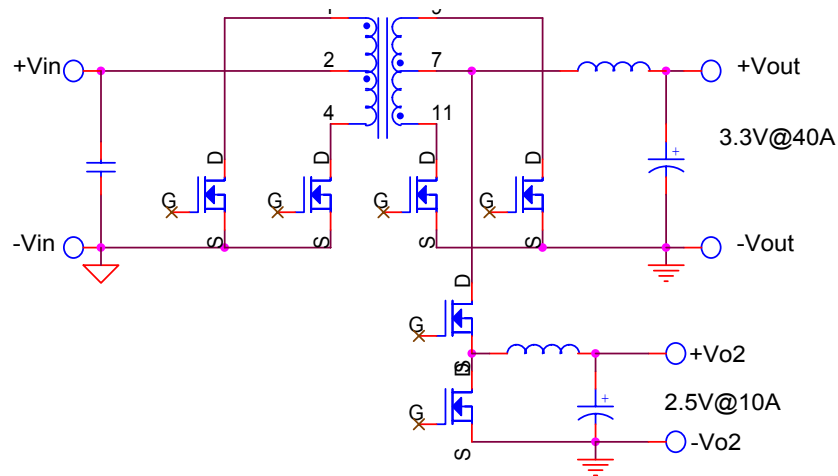 +Vin
2
7
+Vout
4
11
3.3V@40A
D
D
D
D
G
G
G
G
-Vin
S
S
S
S
-Vout
D
G
S
D
+Vo2
G
2.5V@10A
S
-Vo2